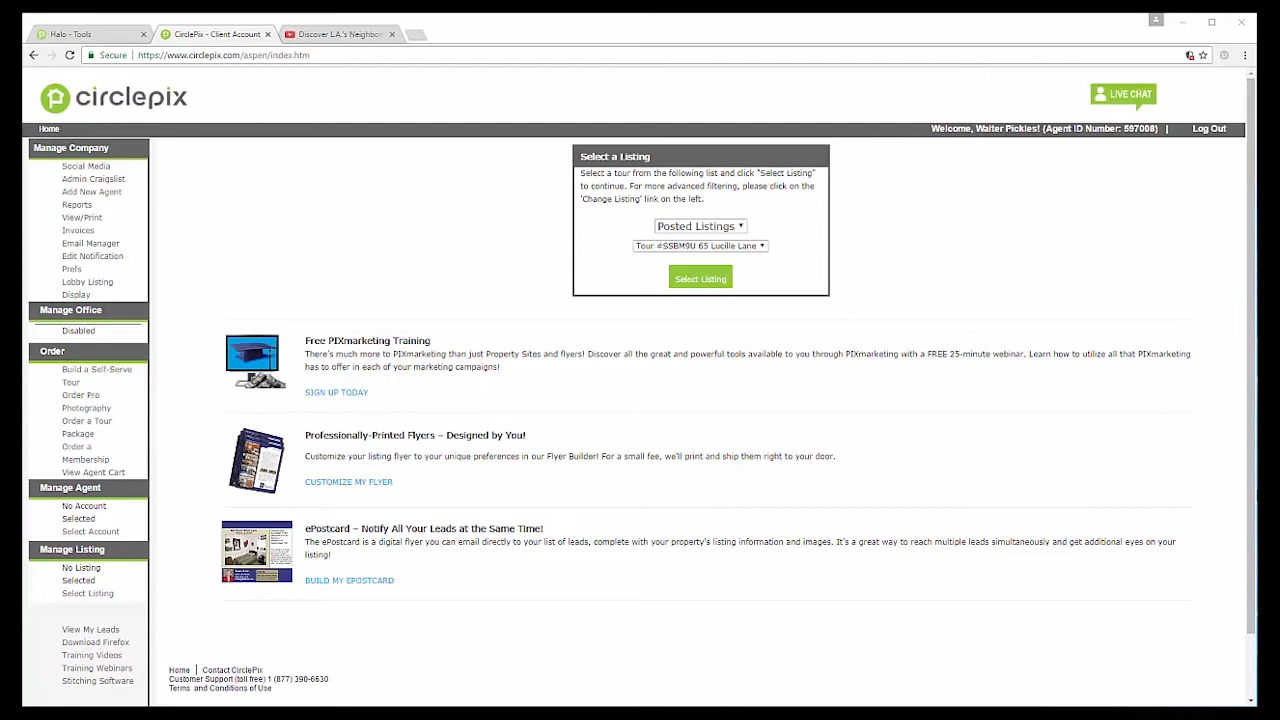 Halo - Tools
CirclePix - Client Account
Discover L.A.'s Neighbor
Secure
https://www.circlepix.com/aspen/index.htm
circlepix
LIVE CHAT
Home
Welcome, Walter Pickles! (Agent ID Number: 597008) | Log Out
Manage Company
Social Media
Admin Craigslist
Add New Agent
Reports
View/Print
Invoices
Email Manager
Edit Notification
Prefs
Lobby Listing
Display
Manage Office
Disabled
Order
Build a Self-Serve
Tour
Order Pro
Photography
Order a Tour
Package
Order a
Membership
View Agent Cart
Manage Agent
No Account
Selected
Select Account
Manage Listing
No Listing
Selected
Select Listing
View My Leads
Download Firefox
Training Videos
Training Webinars
Stitching Software
Select a Listing
Select a tour from the following list and click "Select Listing"
to continue. For more advanced filtering, please click on the
'Change Listing' link on the left.
Posted Listings
Tour #SSBM9U 65 Lucille Lane
Select Listing
Free PIXmarketing Training
There's much more to PIXmarketing than just Property Sites and flyers! Discover all the great and powerful tools available to you through PIXmarketing with a FREE 25-minute webinar. Learn how to utilize all that PIXmarketing
has to offer in each of your marketing campaigns!
SIGN UP TODAY
Professionally-Printed Flyers – Designed by You!
Customize your listing flyer to your unique preferences in our Flyer Builder! For a small fee, we'll print and ship them right to your door.
CUSTOMIZE MY FLYER
ePostcard – Notify All Your Leads at the Same Time!
The ePostcard is a digital flyer you can email directly to your list of leads, complete with your property's listing information and images. It's a great way to reach multiple leads simultaneously and get additional eyes on your
listing!
BUILD MY EPOSTCARD
Home | Contact CirclePix
Customer Support (toll free) 1 (877) 390-6630
Terms and Conditions of Use